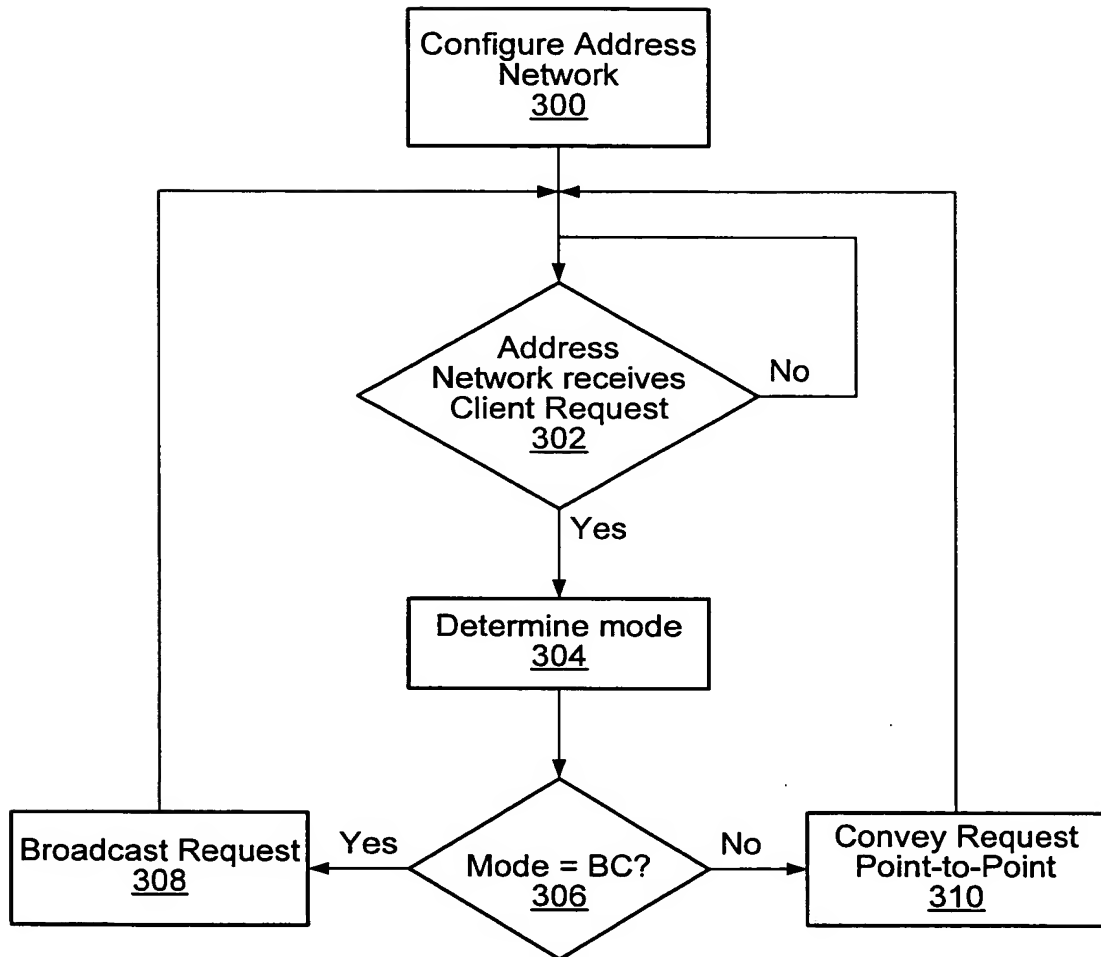 Configure Address
Network
300
Address
Network receives
Client Request
302
No
Yes
Determine mode
304
Broadcast Request
308
Yes
Mode = BC?
306
No
Convey Request
Point-to-Point
310